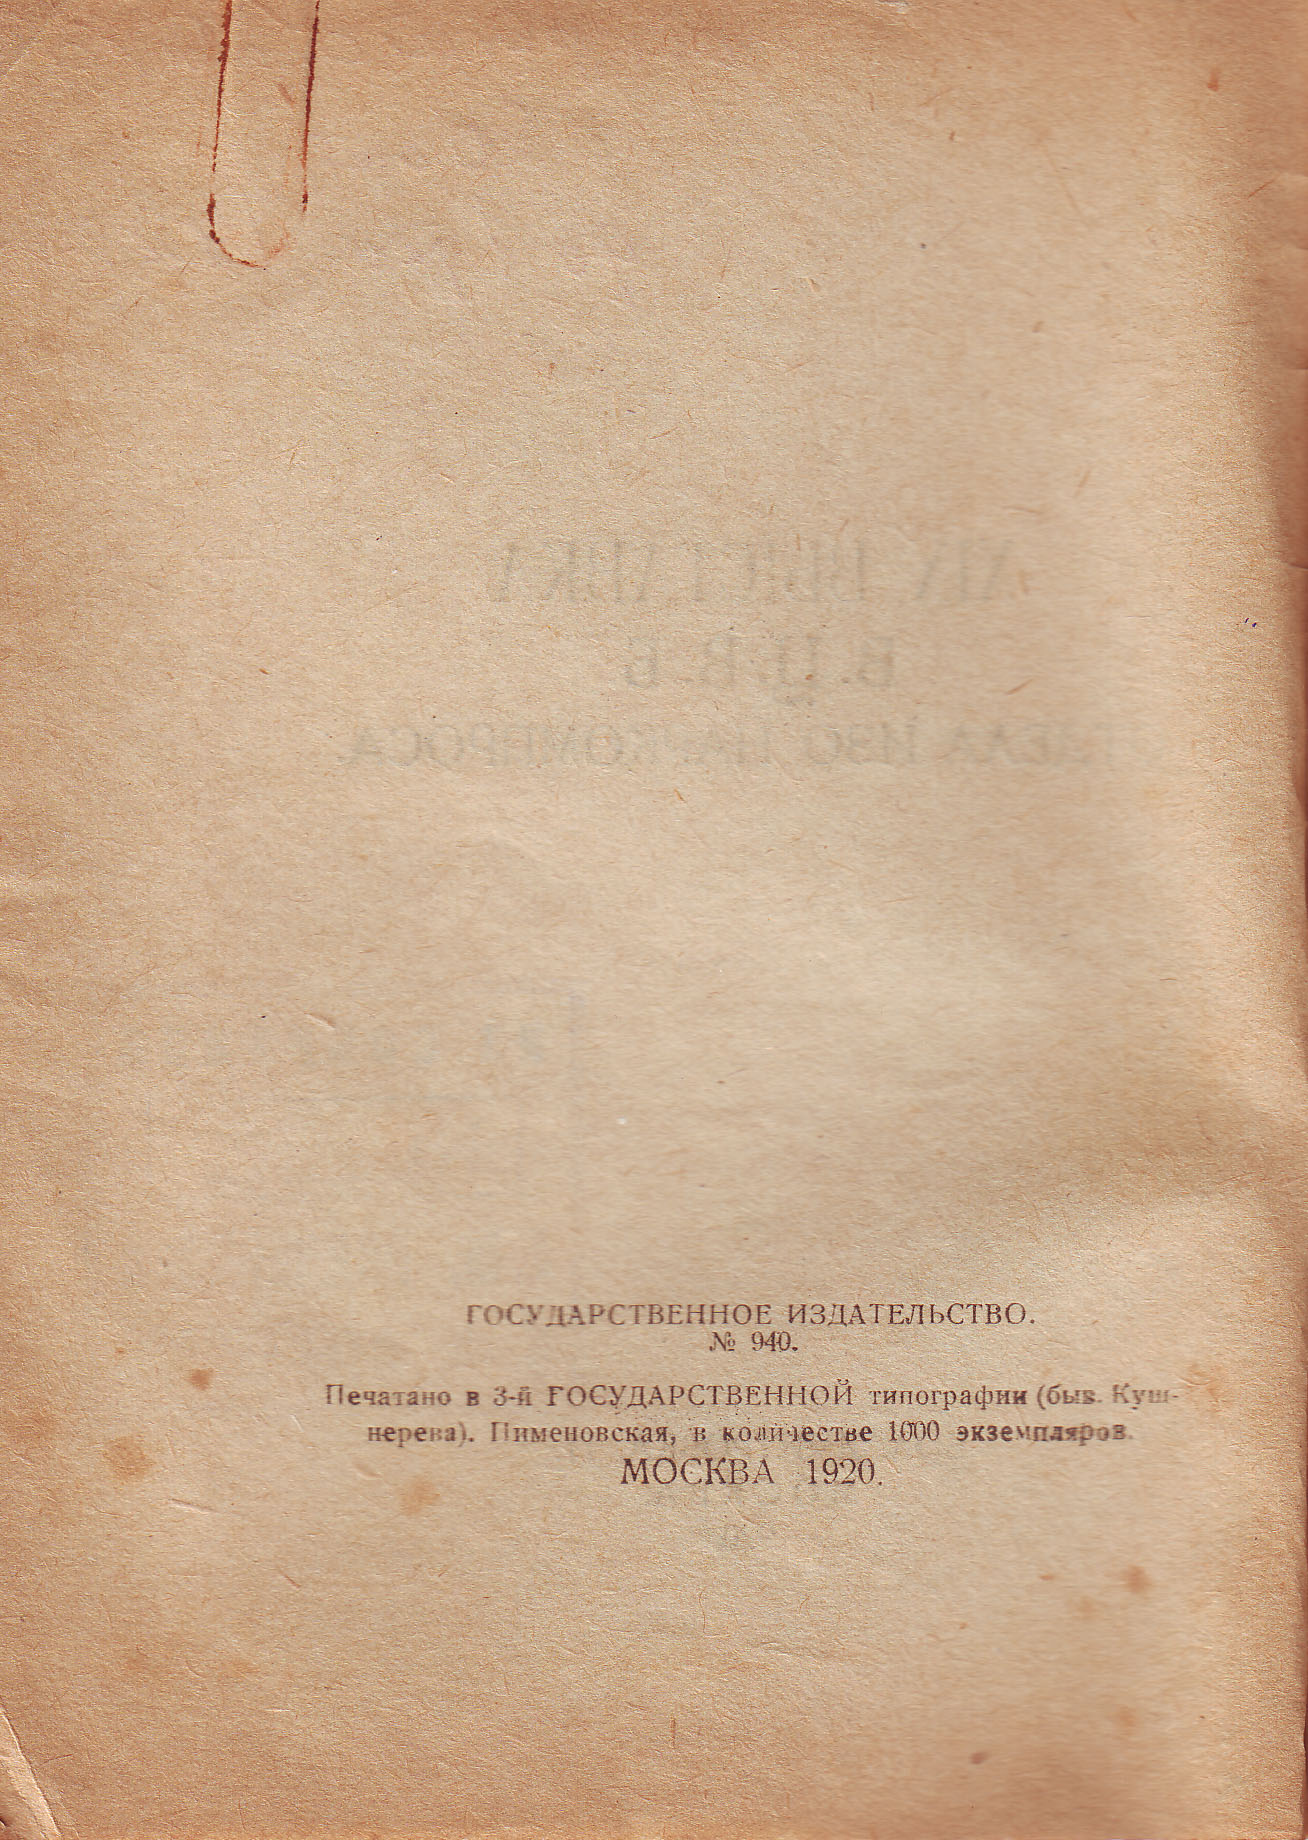 ГОСУДАРСТВЕННОЕ ИЗДАТЕЛЬСТВО.
№ 940.
Печатано в 3-й ГОСУДАРСТВЕННОЙ типографии (быв. Куш-
нерева). Пименовская, в количестве 1000 экземпляров.
МОСКВА 1920.